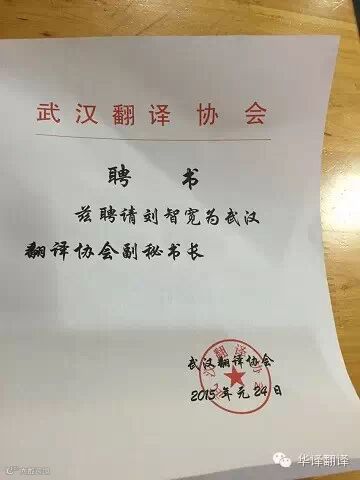 武汉翻译协会
聘 书
兹聘请刘智宽为武汉
翻译协会副秘书长
武汉翻译协会
2015年元24日
华译翻译